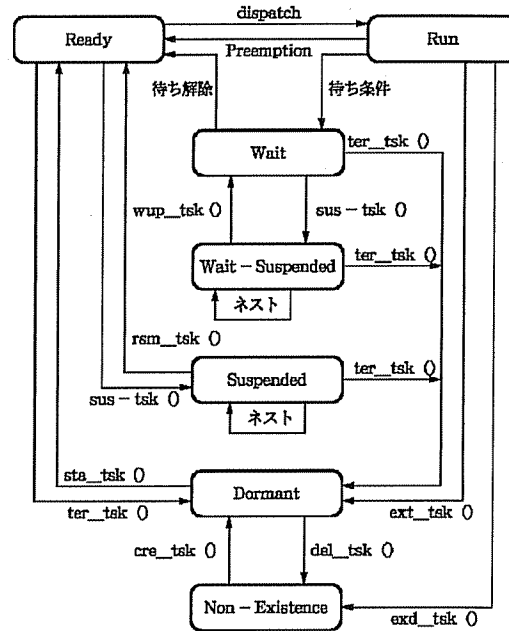 dispatch
Ready
Run
Preemption
待ち解除
待ち条件
Wait
ter_tsk ()
wup_tsk ()
sus-tsk ()
Wait-Suspended
ter_tsk ()
ネスト
rsm_tsk ()
Suspended
ter_tsk ()
sus-tsk ()
ネスト
sta_tsk ()
Dormant
ter_tsk ()
ext_tsk ()
cre_tsk ()
del_tsk ()
Non-Existence
exd_tsk ()